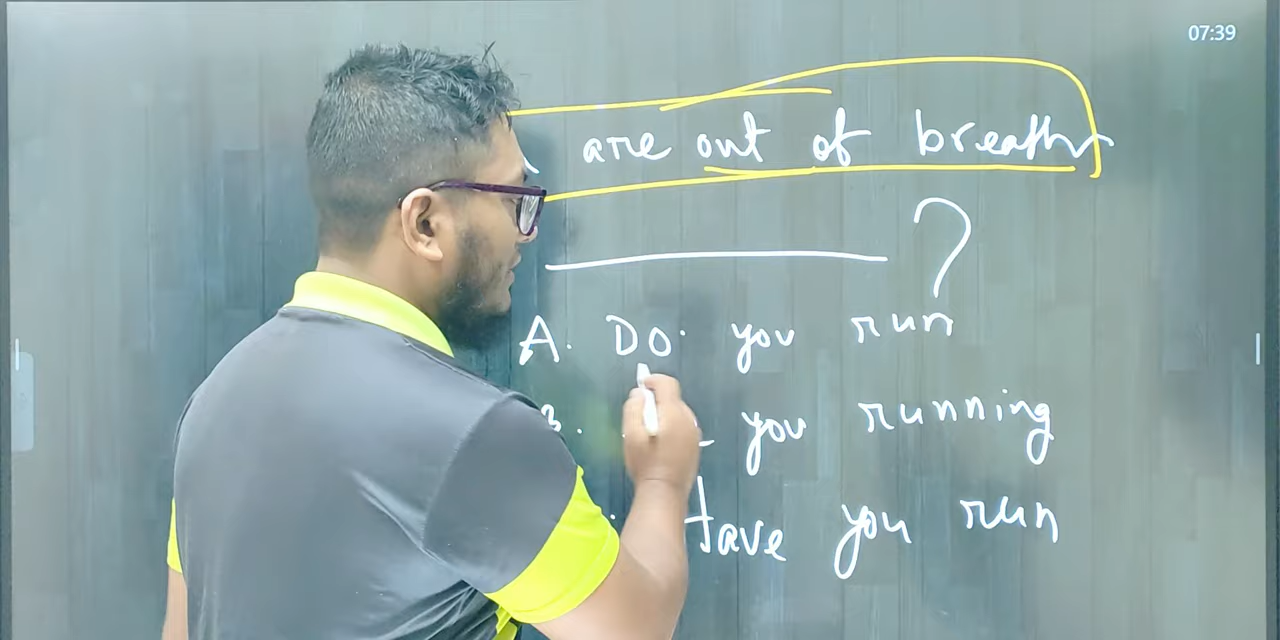 07:39
are out of breath
?
A. Do. you run
you running
Have you run